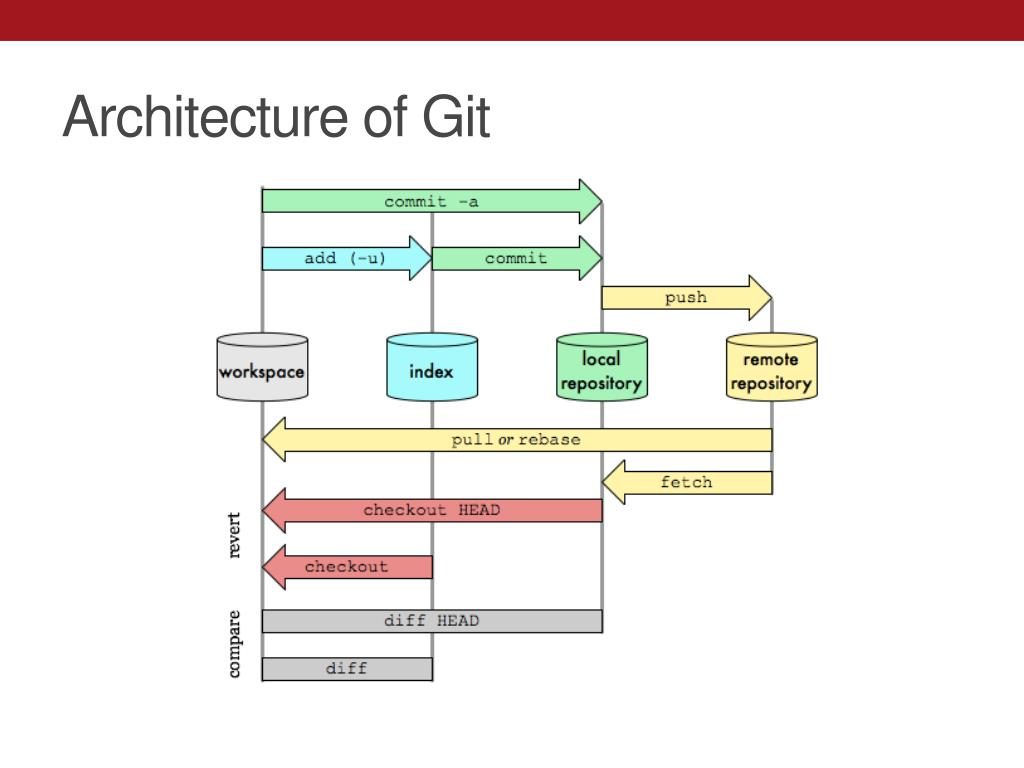 Architecture of Git
commit -a
add (-u)
commit
push
workspace
index
local
repository
remote
repository
pull or rebase
fetch
revert
checkout HEAD
checkout
compare
diff HEAD
diff